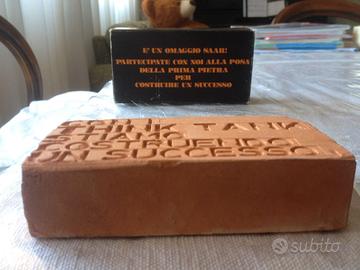 E' UN OMAGGIO SAAB!
PARTECIPATE CON NOI ALLA POSA
DELLA PRIMA PIETRA
PER
COSTRUIRE UN SUCCESSO
THINK TANK
STIAMO
COSTRUENDO
UN SUCCESSO
subito